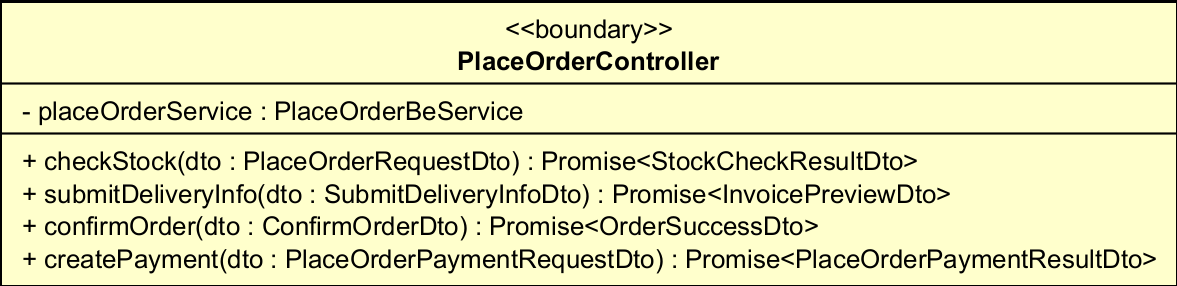 <<boundary>>
PlaceOrderController
- placeOrderService : PlaceOrderBeService
+ checkStock(dto : PlaceOrderRequestDto) : Promise<StockCheckResultDto>
+ submitDeliveryInfo(dto : SubmitDeliveryInfoDto) : Promise<InvoicePreviewDto>
+ confirmOrder(dto : ConfirmOrderDto) : Promise<OrderSuccessDto>
+ createPayment(dto : PlaceOrderPaymentRequestDto) : Promise<PlaceOrderPaymentResultDto>